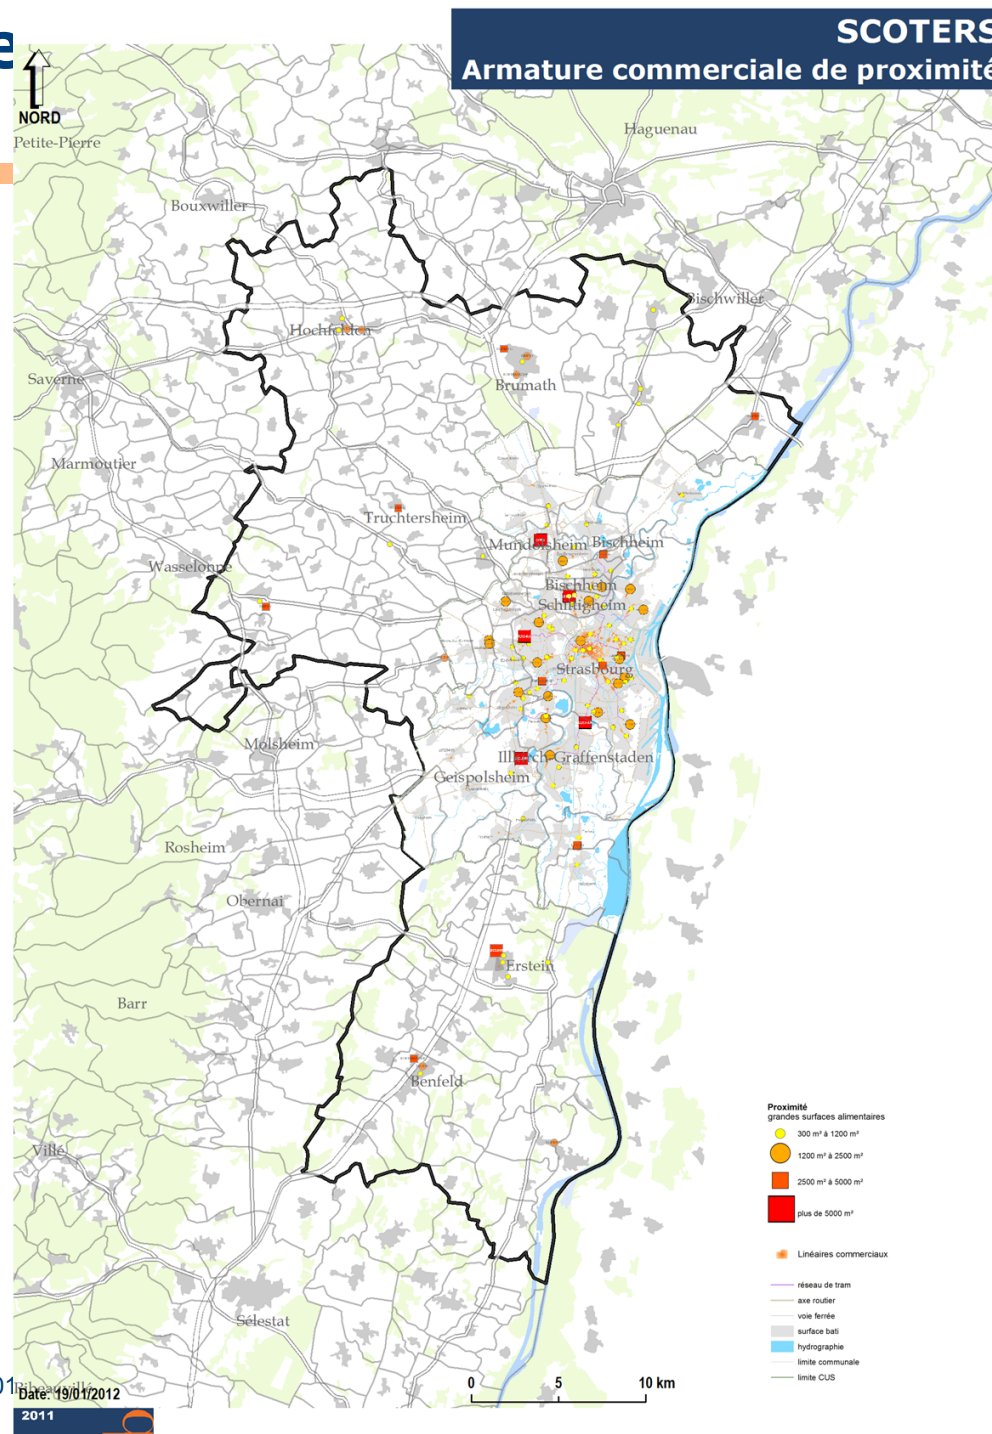 e
SCOTERS
Armature commerciale de proximité
NORD
Petite-Pierre
Haguenau
Bouxwiller
Bischwiller
Hochfelden
Saverne
Brumath
Marmoutier
Truchtersheim
Mundolsheim
Bischheim
Wasselonne
Bischheim
Schiltigheim
Strasbourg
Molsheim
Illkirch-Graffenstaden
Geispolsheim
Rosheim
Obernai
Erstein
Barr
Benfeld
Villé
Sélestat
Ribeauvillé
Proximité
grandes surfaces alimentaires
300 m² à 1200 m²
1200 m² à 2500 m²
2500 m² à 5000 m²
plus de 5000 m²
Linéaires commerciaux
réseau de tram
axe routier
voie ferrée
surface bati
hydrographie
limite communale
limite CUS
0 5 10 km
01
Date: 19/01/2012
2011